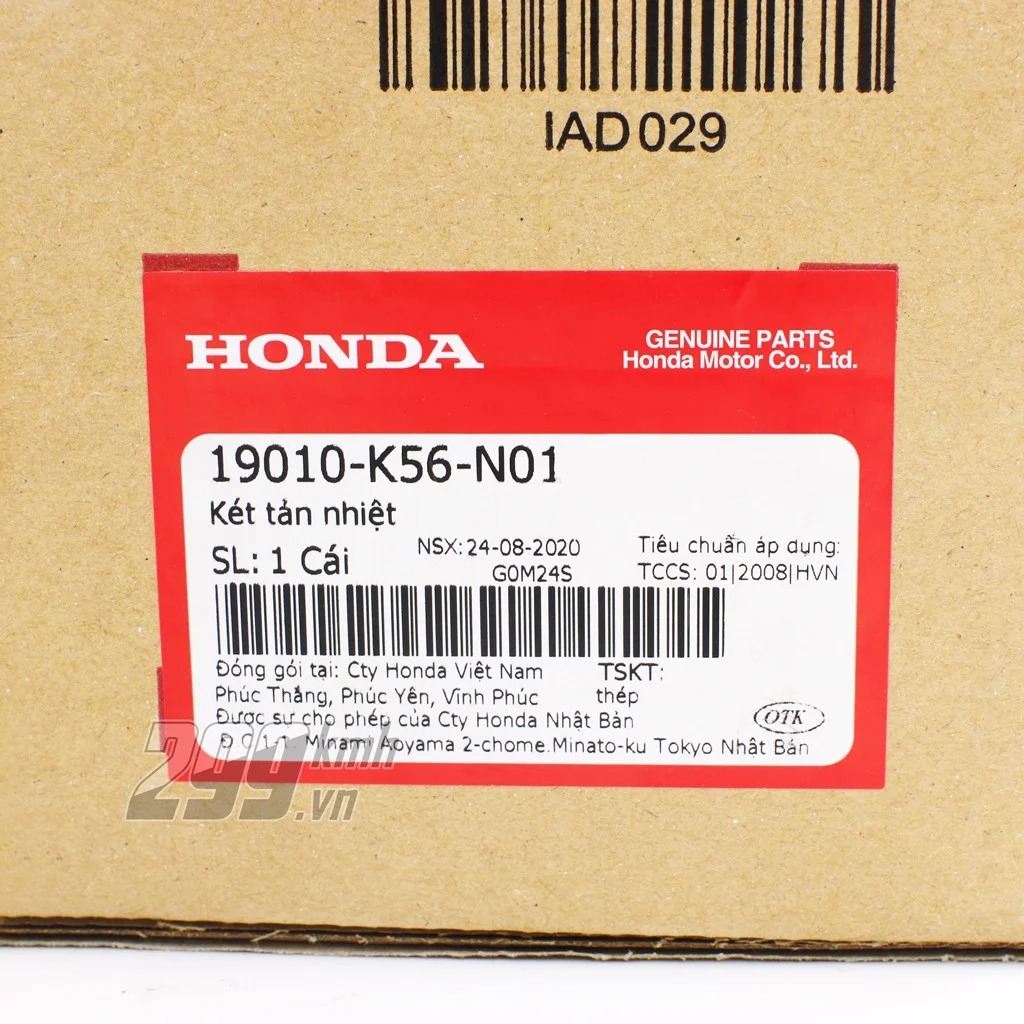 IAD029
HONDA
GENUINE PARTS
Honda Motor Co., Ltd.
19010-K56-N01
Két tản nhiệt
SL: 1 Cái
NSX: 24-08-2020
G0M24S
Tiêu chuẩn áp dụng:
TCCS: 01|2008|HVN
Đóng gói tại: Cty Honda Việt Nam
Phúc Thắng, Phúc Yên, Vĩnh Phúc
TSKT:
thép
Được sự cho phép của Cty Honda Nhật Bản
Minami Aoyama 2-chome.Minato-ku Tokyo Nhật Bản
OTK
299kmh.vn